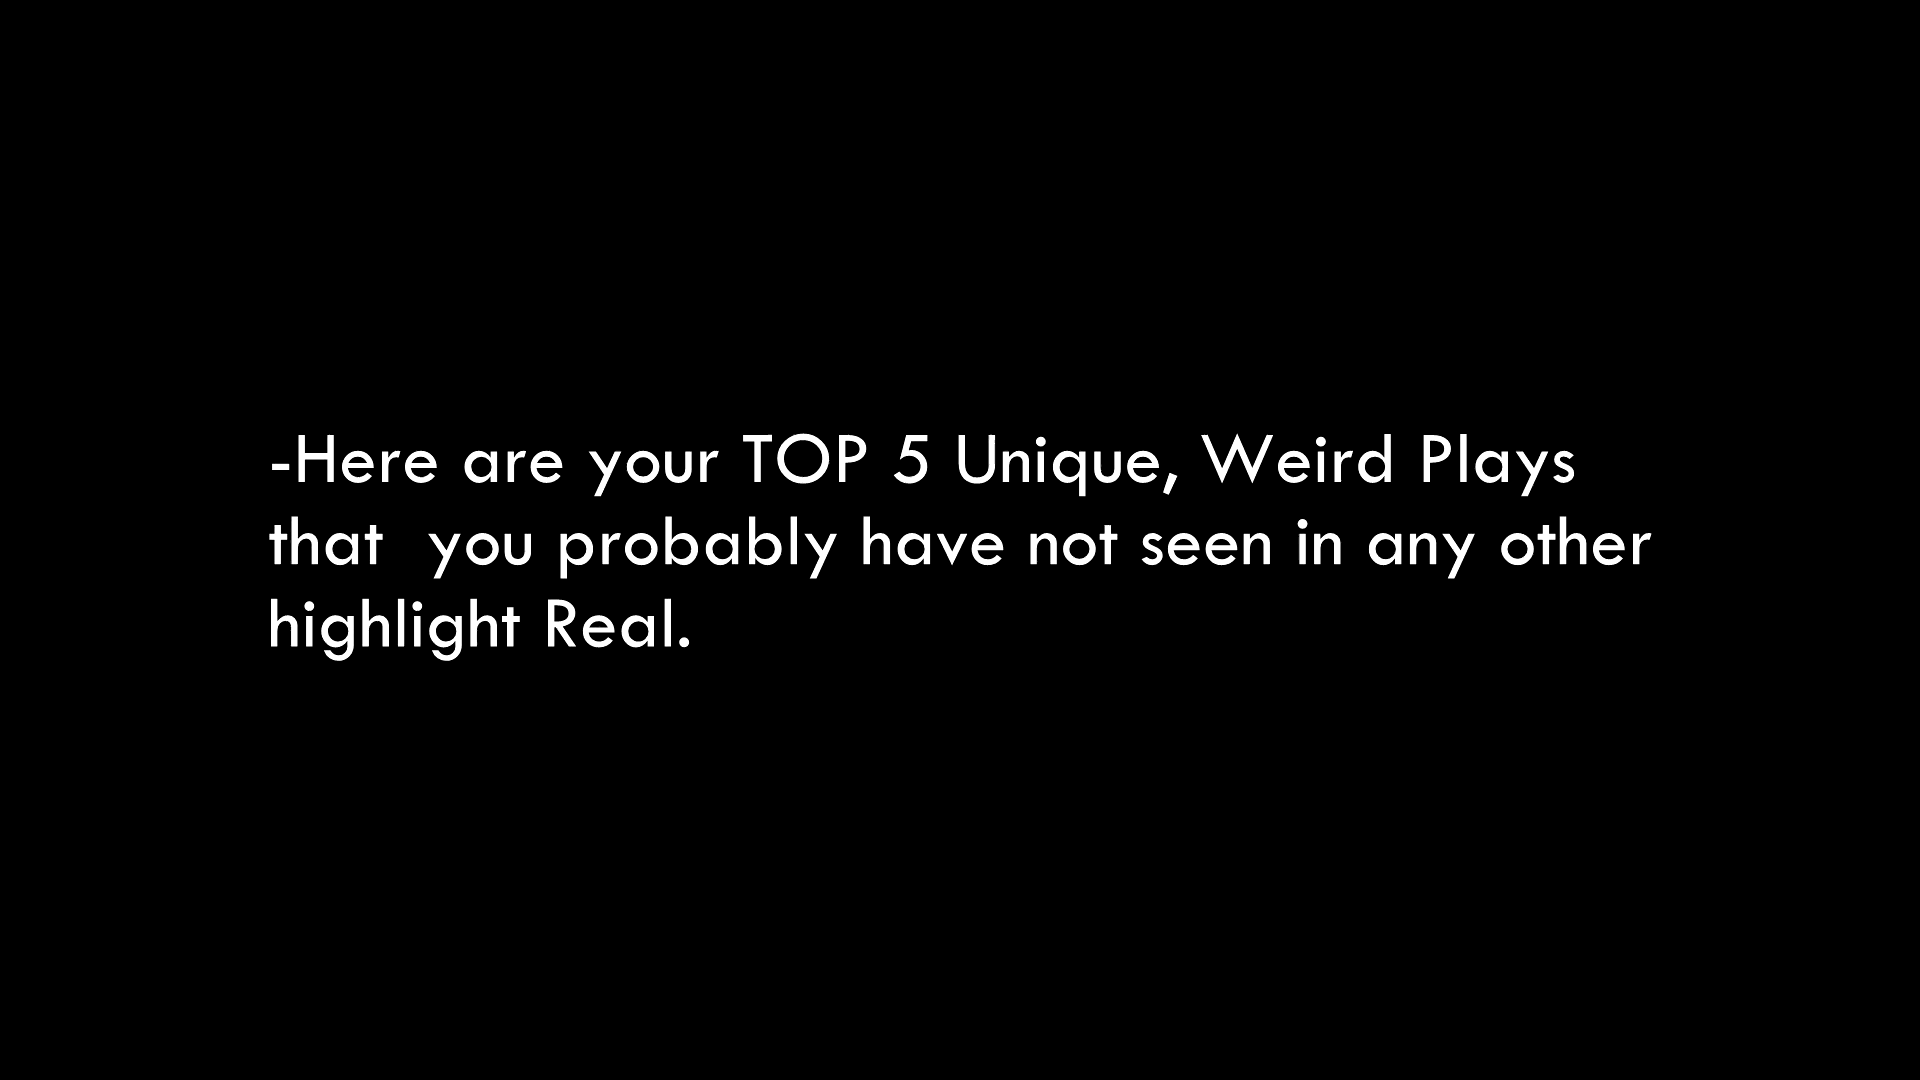 -Here are your TOP 5 Unique, Weird Plays
that  you probably have not seen in any other
highlight Real.